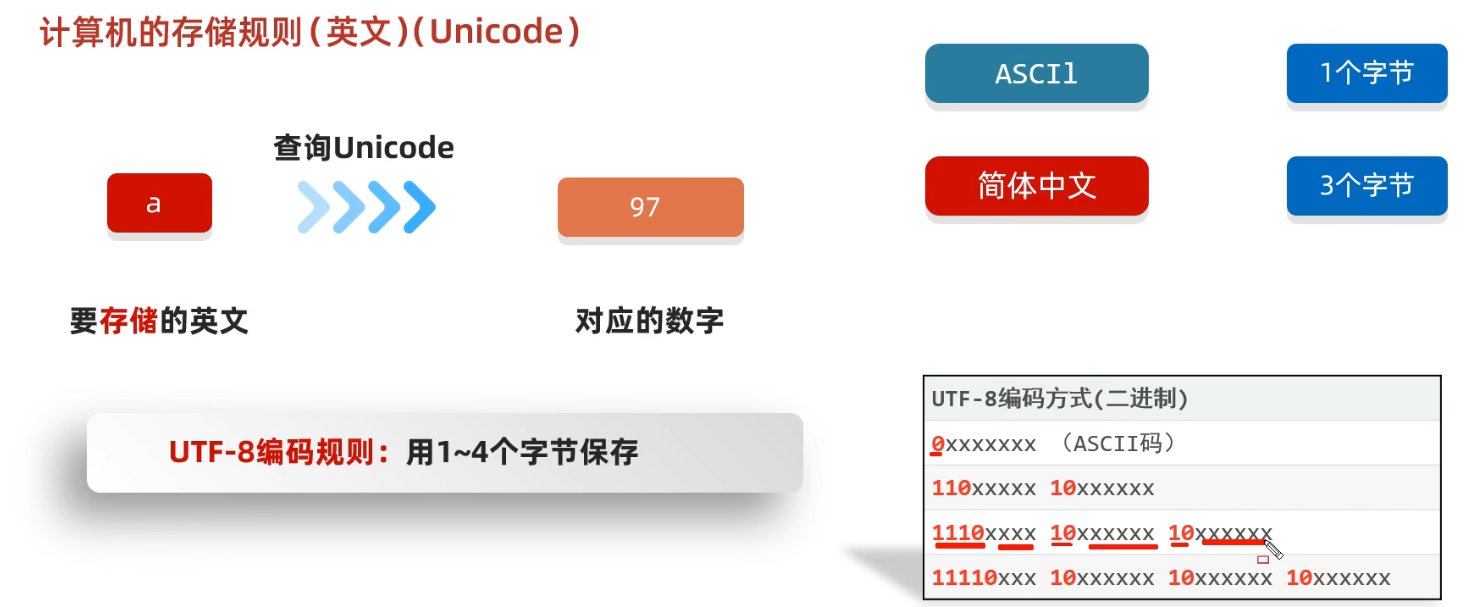 计算机的存储规则(英文)(Unicode)
ASCIl
1个字节
查询Unicode
简体中文
3个字节
a
97
要存储的英文
对应的数字
UTF-8编码规则：用1~4个字节保存
UTF-8编码方式(二进制)
0xxxxxxx （ASCII码）
110xxxxx 10xxxxxx
1110xxxx 10xxxxxx 10xxxxxx
11110xxx 10xxxxxx 10xxxxxx 10xxxxxx